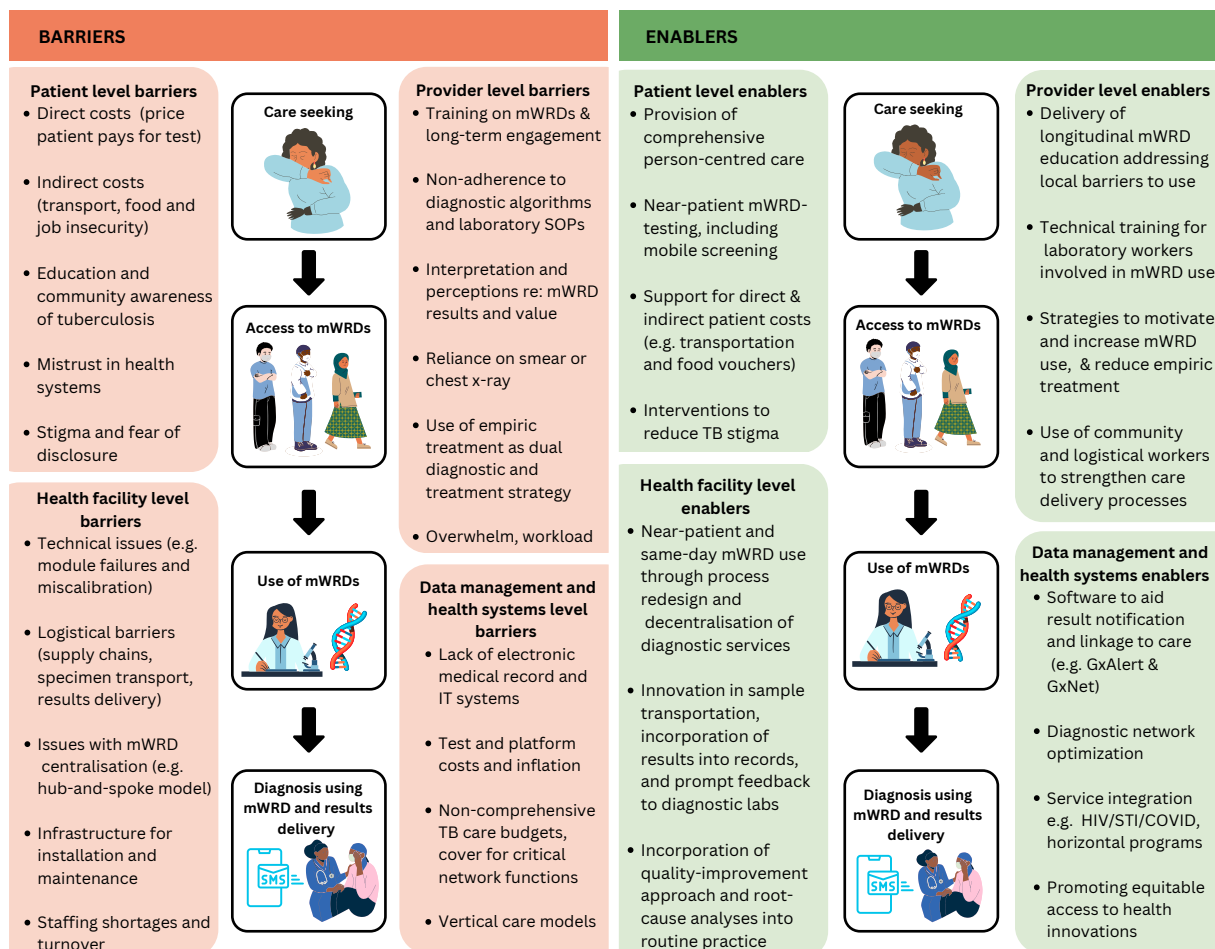 BARRIERS
Patient level barriers
• Direct costs (price
patient pays for test)
• Indirect costs
(transport, food and
job insecurity)
• Education and
community awareness
of tuberculosis
• Mistrust in health
systems
• Stigma and fear of
disclosure
Health facility level
barriers
• Technical issues (e.g.
module failures and
miscalibration)
• Logistical barriers
(supply chains,
specimen transport,
results delivery)
• Issues with mWRD
centralisation (e.g.
hub-and-spoke model)
• Infrastructure for
installation and
maintenance
• Staffing shortages and
turnover
Care seeking
Access to mWRDs
Use of mWRDs
Diagnosis using
mWRD and results
delivery
SMS
Provider level barriers
• Training on mWRDs &
long-term engagement
• Non-adherence to
diagnostic algorithms
and laboratory SOPs
• Interpretation and
perceptions re: mWRD
results and value
• Reliance on smear or
chest x-ray
• Use of empiric
treatment as dual
diagnostic and
treatment strategy
• Overwhelm, workload
Data management and
health systems level
barriers
• Lack of electronic
medical record and
IT systems
• Test and platform
costs and inflation
• Non-comprehensive
TB care budgets,
cover for critical
network functions
• Vertical care models
ENABLERS
Patient level enablers
• Provision of
comprehensive
person-centred care
• Near-patient mWRD-
testing, including
mobile screening
• Support for direct &
indirect patient costs
(e.g. transportation
and food vouchers)
• Interventions to
reduce TB stigma
Health facility level
enablers
• Near-patient and
same-day mWRD use
through process
redesign and
decentralisation of
diagnostic services
• Innovation in sample
transportation,
incorporation of
results into records,
and prompt feedback
to diagnostic labs
• Incorporation of
quality-improvement
approach and root-
cause analyses into
routine practice
Care seeking
Access to mWRDs
Use of mWRDs
Diagnosis using
mWRD and results
delivery
SMS
Provider level enablers
• Delivery of
longitudinal mWRD
education addressing
local barriers to use
• Technical training for
laboratory workers
involved in mWRD use
• Strategies to motivate
and increase mWRD
use, & reduce empiric
treatment
• Use of community
and logistical workers
to strengthen care
delivery processes
Data management and
health systems enablers
• Software to aid
result notification
and linkage to care
(e.g. GxAlert &
GxNet)
• Diagnostic network
optimization
• Service integration
e.g. HIV/STI/COVID,
horizontal programs
• Promoting equitable
access to health
innovations